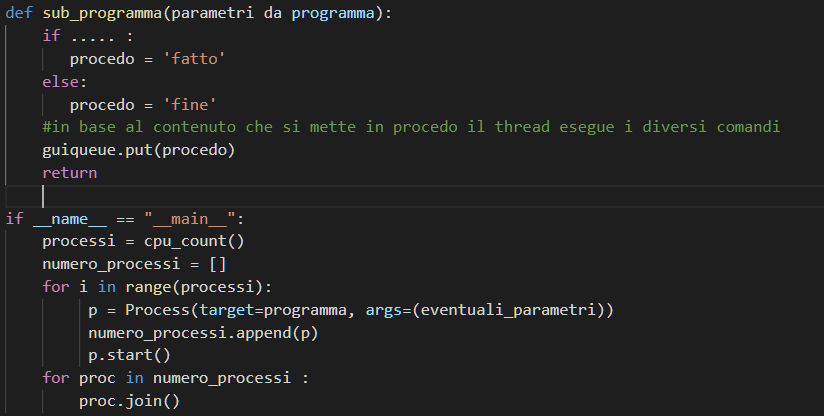 def sub_programma(parametri da programma):
    if ..... :
       procedo = 'fatto'
    else:
       procedo = 'fine'
    #in base al contenuto che si mette in procedo il thread esegue i diversi comandi
    guiqueue.put(procedo)
    return
if __name__ == "__main__":
    processi = cpu_count()
    numero_processi = []
    for i in range(processi):
         p = Process(target=programma, args=(eventuali_parametri))
         numero_processi.append(p)
         p.start()
    for proc in numero_processi :
        proc.join()